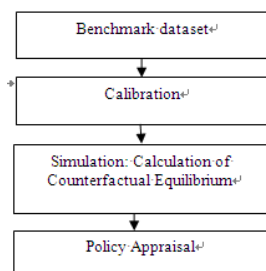 Benchmark dataset
Calibration
Simulation: Calculation of
Counterfactual Equilibrium
Policy Appraisal